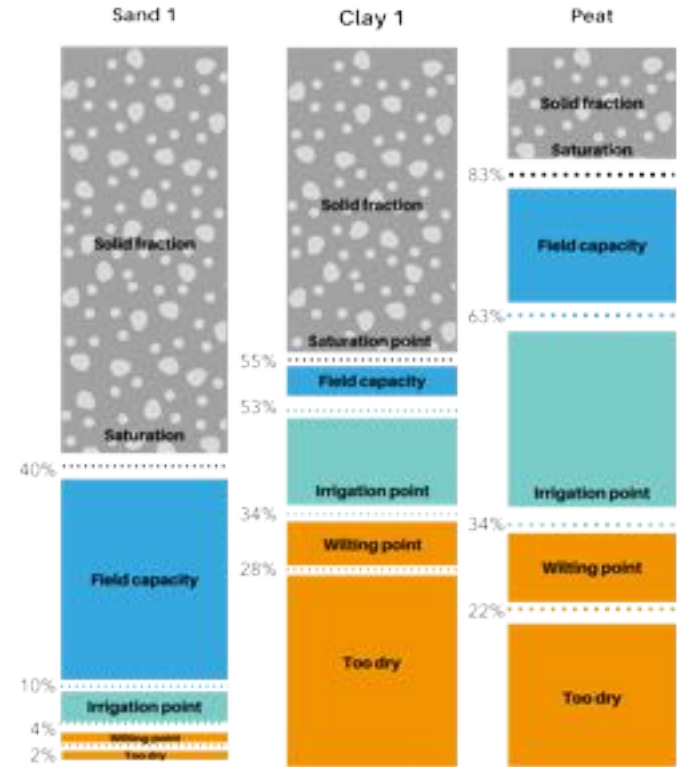 Sand 1
Clay 1
Peat
Solid fraction
Saturation
40%
Field capacity
10%
Irrigation point
4%
Wilting point
2%
Too dry
Solid fraction
Saturation point
55%
Field capacity
53%
Irrigation point
34%
Wilting point
28%
Too dry
Solid fraction
Saturation
83%
Field capacity
63%
Irrigation point
34%
Wilting point
22%
Too dry